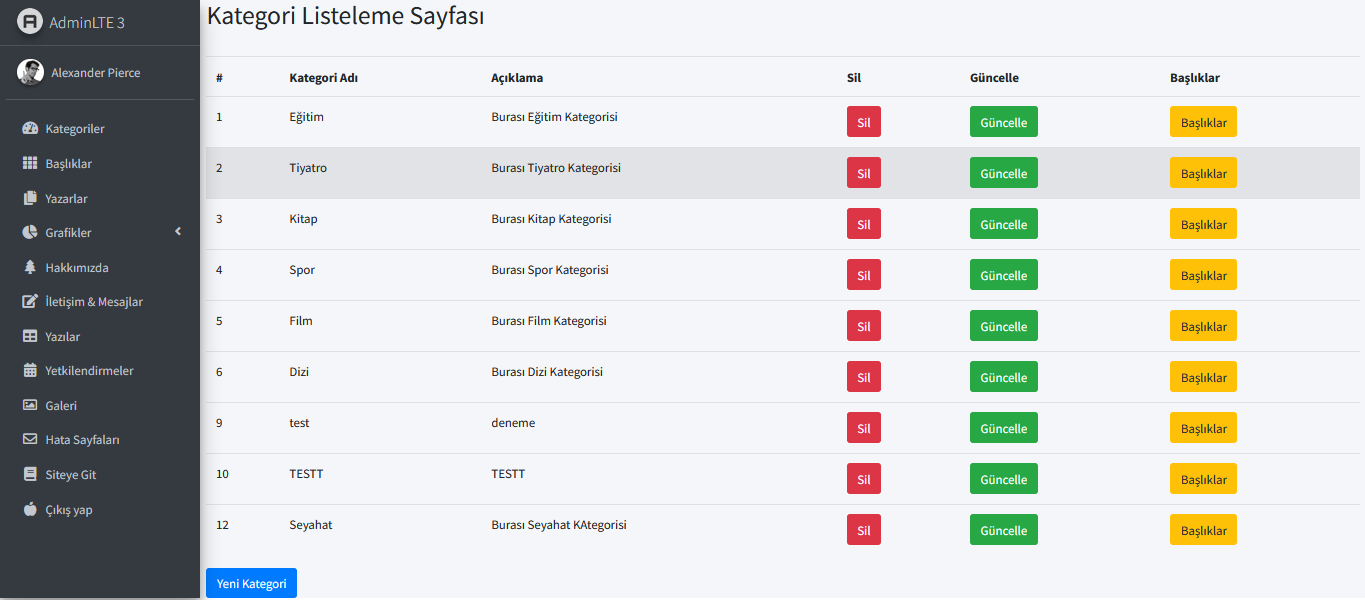 AdminLTE 3
Alexander Pierce
Kategoriler
Başlıklar
Yazarlar
Grafikler
Hakkımızda
İletişim & Mesajlar
Yazılar
Yetkilendirmeler
Galeri
Hata Sayfaları
Siteye Git
Çıkış yap
Kategori Listeleme Sayfası
# Kategori Adı Açıklama Sil Güncelle Başlıklar
1 Eğitim Burası Eğitim Kategorisi Sil Güncelle Başlıklar
2 Tiyatro Burası Tiyatro Kategorisi Sil Güncelle Başlıklar
3 Kitap Burası Kitap Kategorisi Sil Güncelle Başlıklar
4 Spor Burası Spor Kategorisi Sil Güncelle Başlıklar
5 Film Burası Film Kategorisi Sil Güncelle Başlıklar
6 Dizi Burası Dizi Kategorisi Sil Güncelle Başlıklar
9 test deneme Sil Güncelle Başlıklar
10 TESTT TESTT Sil Güncelle Başlıklar
12 Seyahat Burası Seyahat KAtegorisi Sil Güncelle Başlıklar
Yeni Kategori